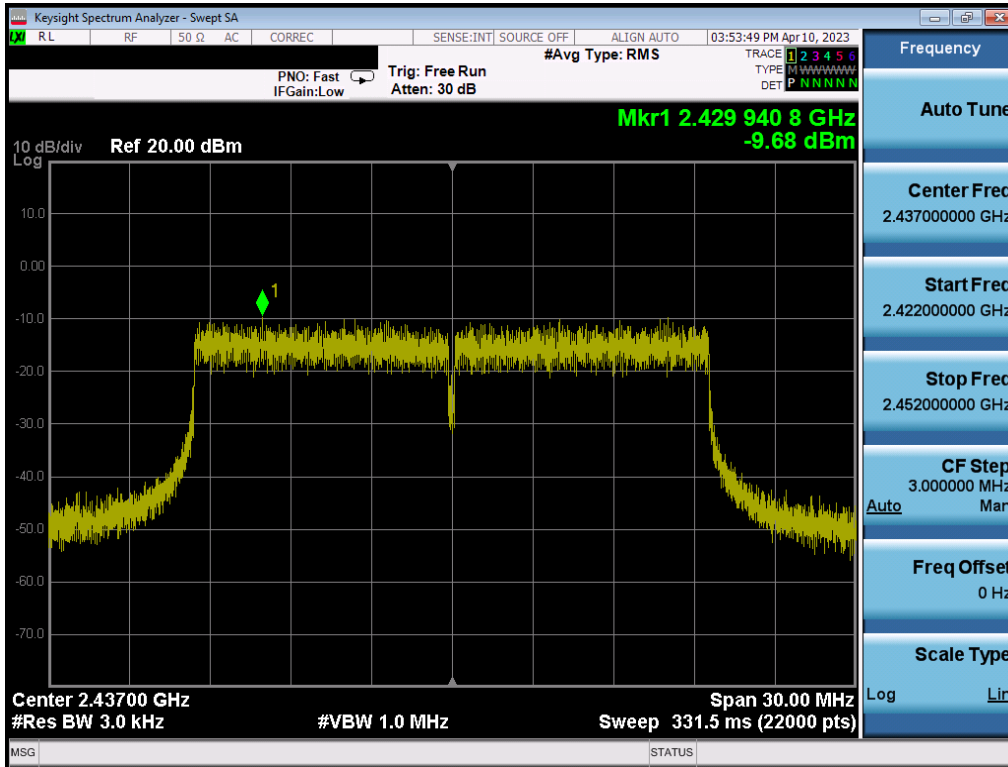 Keysight Spectrum Analyzer - Swept SA
LXI RL RF 50 Ω AC CORREC SENSE:INT SOURCE OFF ALIGN AUTO 03:53:49 PM Apr 10, 2023
#Avg Type: RMS
TRACE 1 2 3 4 5 6
PNO: Fast
Trig: Free Run
TYPE M WWWWW
IFGain:Low
Atten: 30 dB
DET P N N N N N
Mkr1 2.429 940 8 GHz
-9.68 dBm
10 dB/div Ref 20.00 dBm
Log
10.0
0.00
1
-10.0
-20.0
-30.0
-40.0
-50.0
-60.0
-70.0
Center 2.43700 GHz
Span 30.00 MHz
#Res BW 3.0 kHz
#VBW 1.0 MHz
Sweep 331.5 ms (22000 pts)
MSG
STATUS
Frequency
Auto Tune
Center Freq
2.437000000 GHz
Start Freq
2.422000000 GHz
Stop Freq
2.452000000 GHz
CF Step
3.000000 MHz
Auto Man
Freq Offset
0 Hz
Scale Type
Log Lin